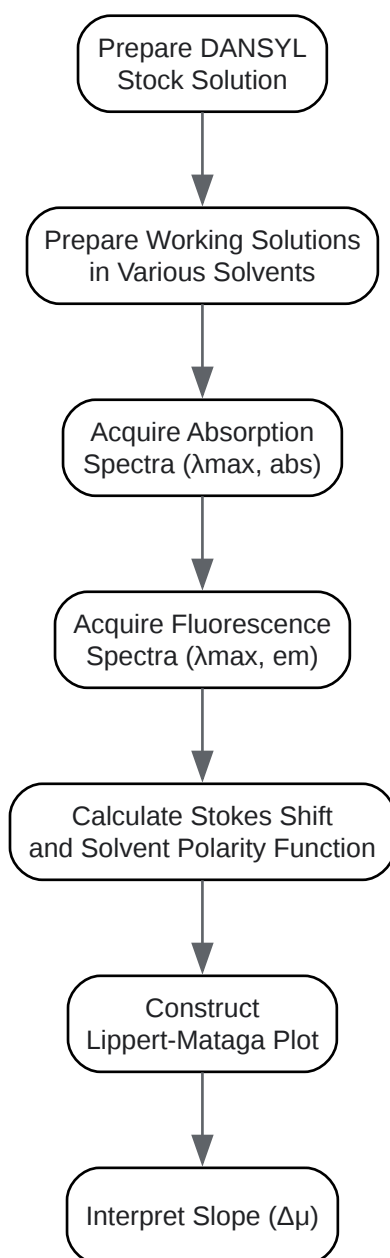 Prepare DANSYL
Stock Solution
Prepare Working Solutions
in Various Solvents
Acquire Absorption
Spectra (λmax, abs)
Acquire Fluorescence
Spectra (λmax, em)
Calculate Stokes Shift
and Solvent Polarity Function
Construct
Lippert-Mataga Plot
Interpret Slope (Δμ)